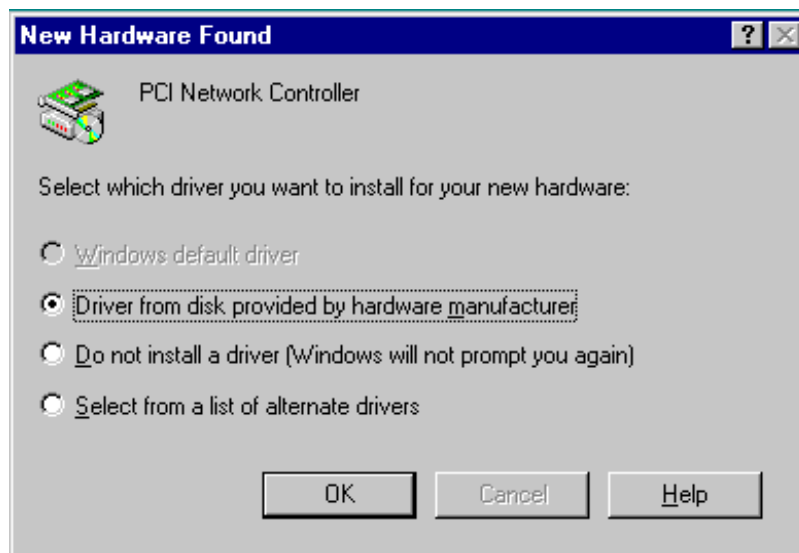 New Hardware Found
PCI Network Controller
Select which driver you want to install for your new hardware:
Windows default driver
Driver from disk provided by hardware manufacturer
Do not install a driver (Windows will not prompt you again)
Select from a list of alternate drivers
OK Cancel Help